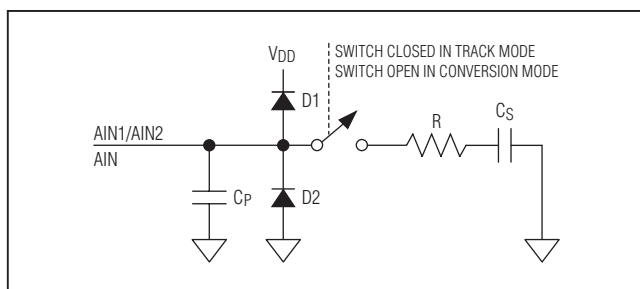 SWITCH CLOSED IN TRACK MODE
SWITCH OPEN IN CONVERSION MODE
VDD
D1
AIN1/AIN2
AIN
R
CS
CP
D2